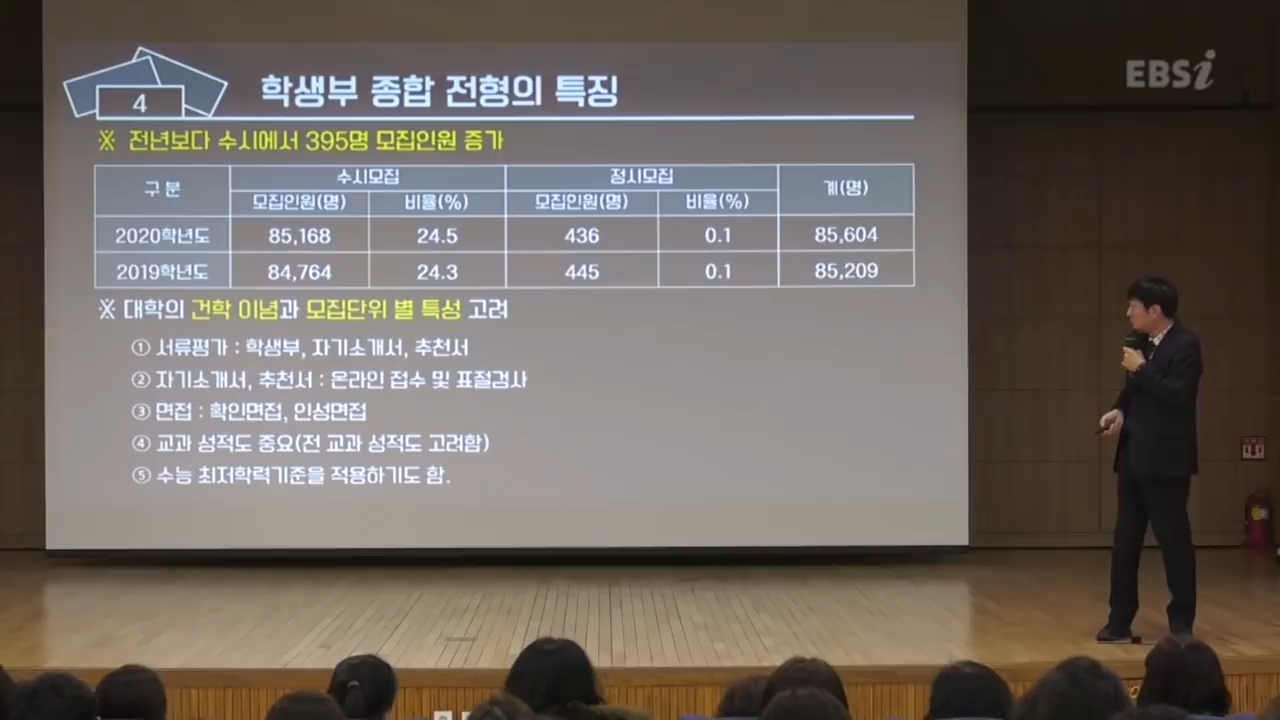 EBSi
4 학생부 종합 전형의 특징
※ 전년보다 수시에서 395명 모집인원 증가
구 분 수시모집 정시모집 계(명)
모집인원(명) 비율(%) 모집인원(명) 비율(%)
2020학년도 85,168 24.5 436 0.1 85,604
2019학년도 84,764 24.3 445 0.1 85,209
※ 대학의 건학 이념과 모집단위 별 특성 고려
① 서류평가 : 학생부, 자기소개서, 추천서
② 자기소개서, 추천서 : 온라인 접수 및 표절검사
③ 면접 : 확인면접, 인성면접
④ 교과 성적도 중요(전 교과 성적도 고려함)
⑤ 수능 최저학력기준을 적용하기도 함.